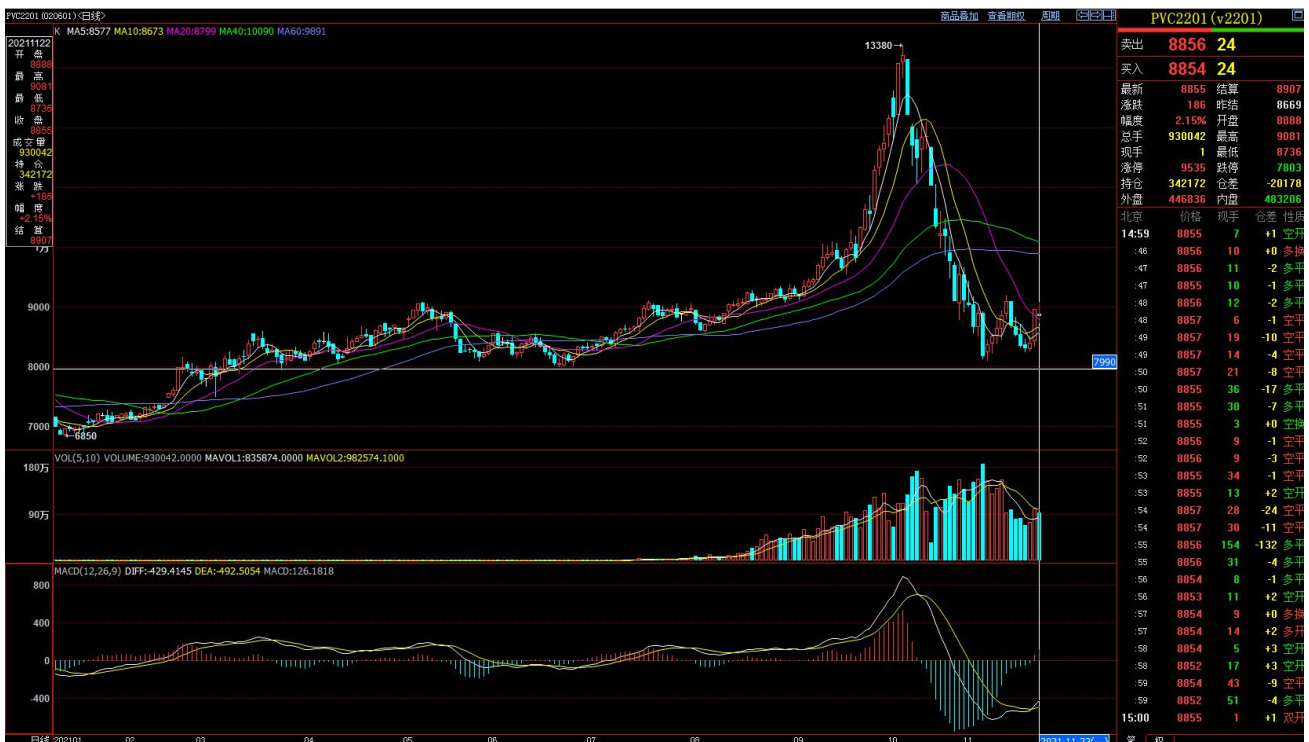 PVC2201 (020601)<日线>
商品叠加 查看期权 周期
K MA5:8577 MA10:8673 MA20:8799 MA40:10090 MA60:9891
20211122
开 盘
8888
最 高
9081
最 低
8736
收 盘
8855
成交量
930042
持 仓
342172
涨 跌
+186
幅 度
+2.15%
结 算
8907
1万
9000
8000
7000
13380→
←6850
7990
VOL(5,10) VOLUME:930042.0000 MAVOL1:835874.0000 MAVOL2:982574.1000
180万
90万
MACD(12,26,9) DIFF:-429.4145 DEA:-492.5054 MACD:126.1818
800
400
0
-400
日线 202101 02 03 04 05 06 07 08 09 10 11
PVC2201(v2201)
卖出 8856 24
买入 8854 24
最新 8855 结算 8907
涨跌 186 昨结 8669
幅度 2.15% 开盘 8888
总手 930042 最高 9081
现手 1 最低 8736
涨停 9535 跌停 7803
持仓 342172 仓差 -20178
外盘 446836 内盘 483206
北京 价格 现手 仓差 性质
14:59 8855 7 +1 空开
:46 8856 10 +0 多换
:47 8856 11 -2 多平
:47 8855 10 -1 多平
:48 8856 12 -2 多平
:48 8857 6 -1 空平
:49 8857 19 -10 空平
:49 8857 14 -4 空平
:50 8857 21 -8 空平
:50 8855 36 -17 多平
:51 8855 30 -7 多平
:51 8855 3 +0 空换
:52 8856 9 -1 空平
:52 8856 9 -3 空平
:53 8855 34 -1 空平
:53 8855 13 +2 空开
:54 8857 28 -24 空平
:54 8857 30 -11 空平
:55 8856 154 -132 多平
:55 8856 31 -4 多平
:56 8854 8 -1 多平
:56 8853 11 +2 空开
:57 8854 9 +0 多换
:57 8854 14 +2 多开
:58 8854 5 +3 空开
:58 8852 17 +3 空开
:59 8854 43 -9 空平
:59 8852 51 -4 多平
15:00 8855 1 +1 双开